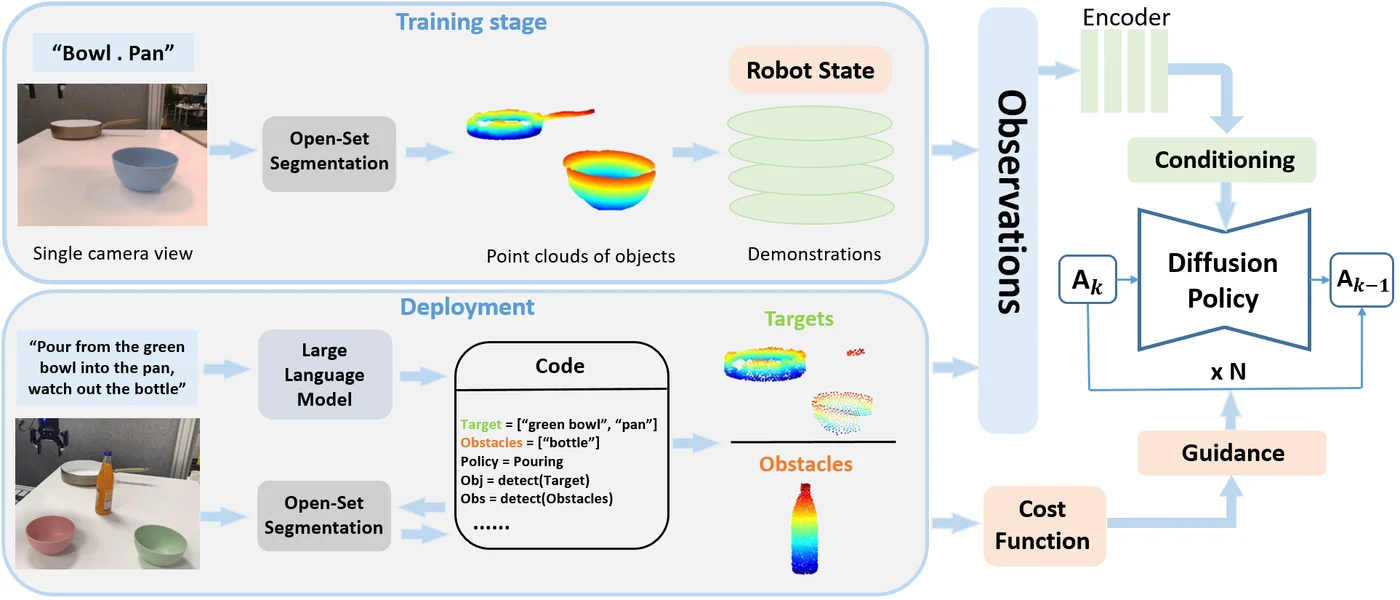 Training stage
“Bowl . Pan”
Open-Set
Segmentation
Robot State
Single camera view
Point clouds of objects
Demonstrations
Deployment
“Pour from the green
bowl into the pan,
watch out the bottle”
Large
Language
Model
Open-Set
Segmentation
Code
Target = [“green bowl”, “pan”]
Obstacles = [“bottle”]
Policy = Pouring
Obj = detect(Target)
Obs = detect(Obstacles)
......
Targets
Obstacles
Observations
Encoder
Conditioning
Diffusion
Policy
Aₖ
Aₖ₋₁
x N
Guidance
Cost
Function